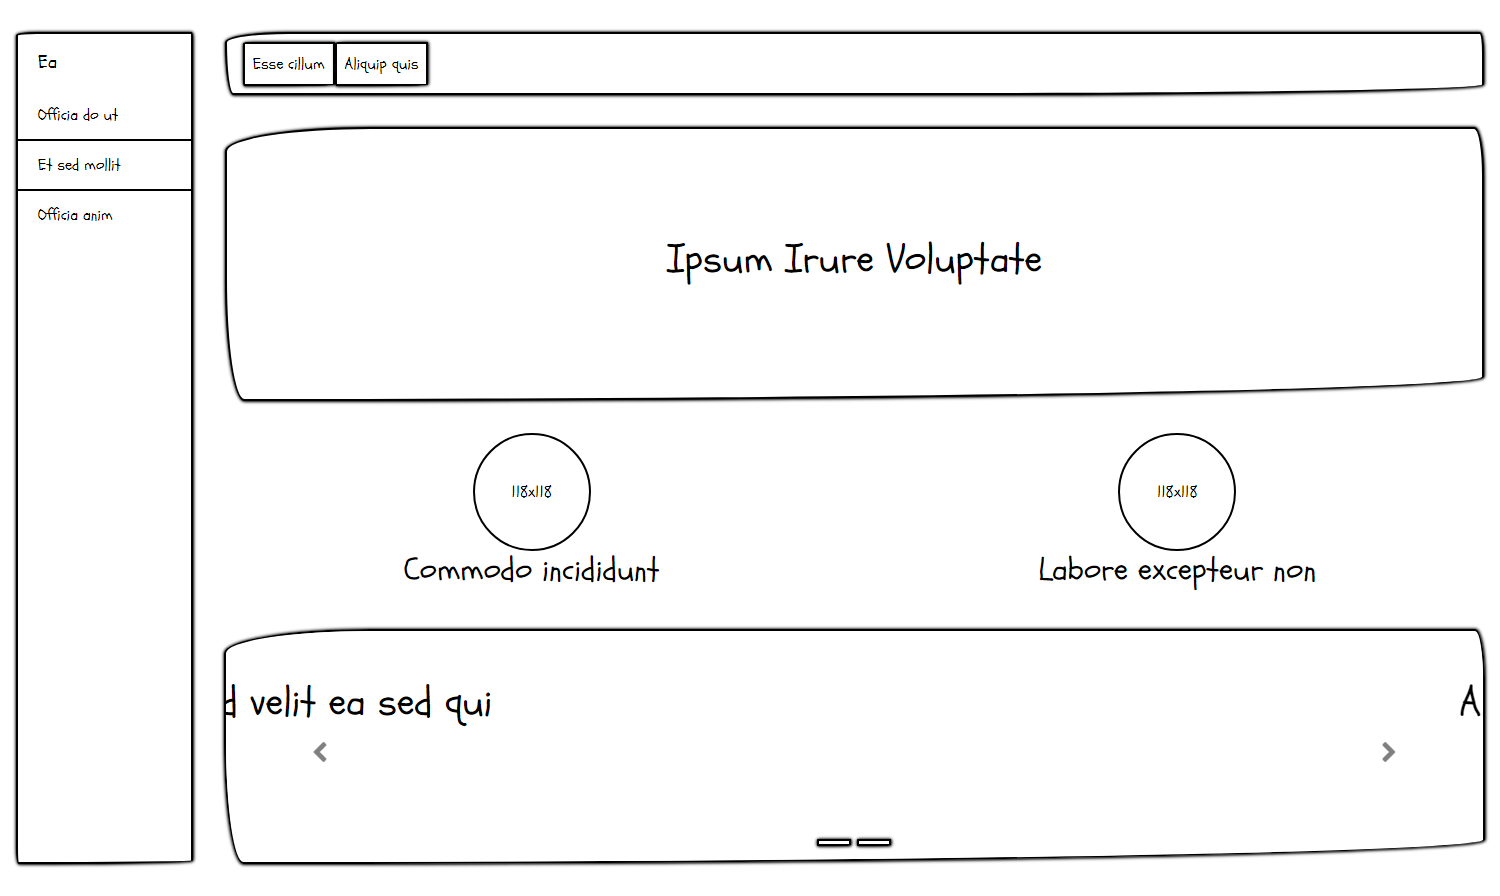 Ea
Officia do ut
Et sed mollit
Officia anim
Esse cillum
Aliquip quis
Ipsum Irure Voluptate
118x118
Commodo incididunt
118x118
Labore excepteur non
d velit ea sed qui
A